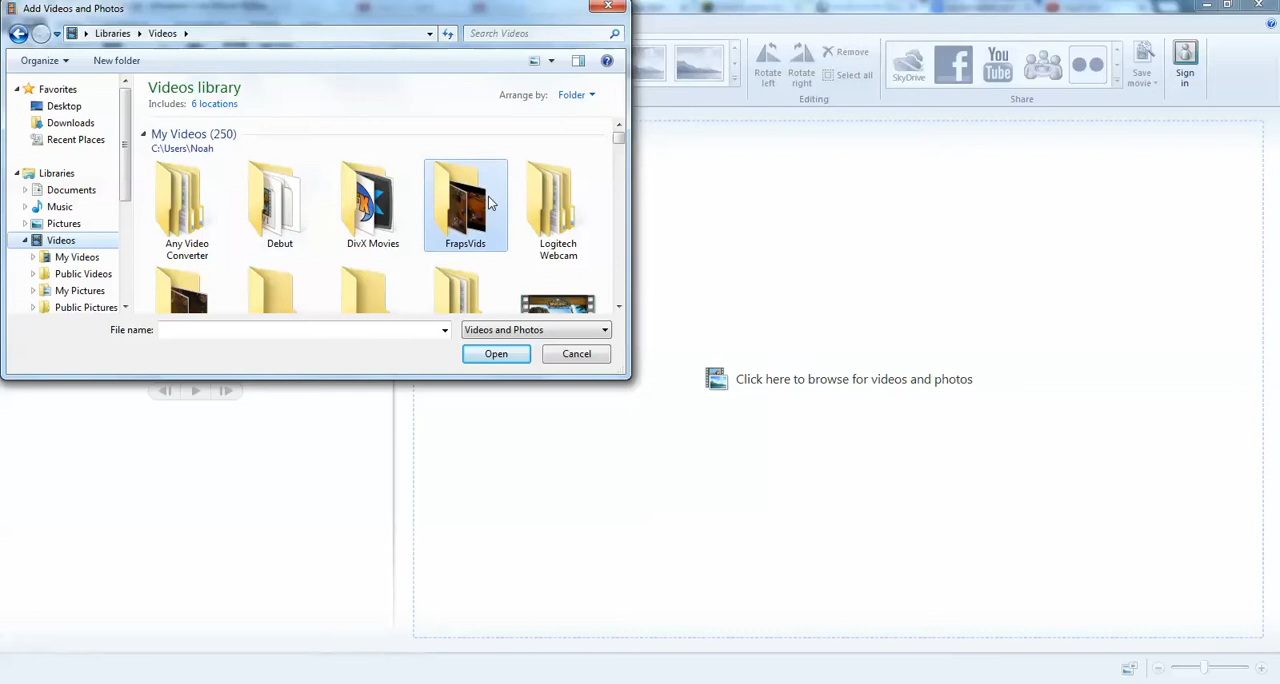 Add Videos and Photos
Libraries Videos
Search Videos
Organize
New folder
Favorites
Desktop
Downloads
Recent Places
Libraries
Documents
Music
Pictures
Videos
My Videos
Public Videos
My Pictures
Public Pictures
Videos library
Includes: 6 locations
Arrange by: Folder
My Videos (250)
C:\Users\Noah
Any Video
Converter
Debut
DivX Movies
FrapsVids
Logitech
Webcam
File name:
Videos and Photos
Open
Cancel
Rotate
left
Rotate
right
Remove
Select all
Editing
SkyDrive
f
You
Tube
Save
movie
Share
Sign
in
Click here to browse for videos and photos